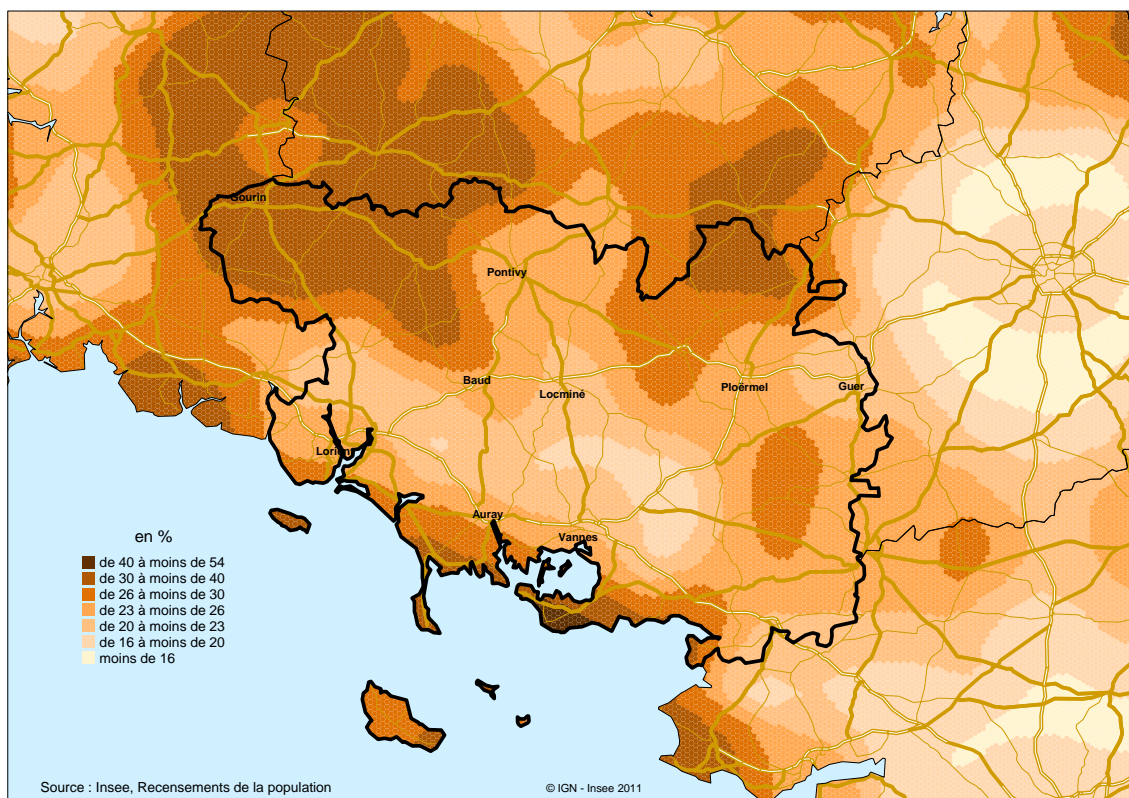 Gourin
Pontivy
Baud
Locminé
Ploërmel
Guer
Lorient
Auray
Vannes
en %
de 40 à moins de 54
de 30 à moins de 40
de 26 à moins de 30
de 23 à moins de 26
de 20 à moins de 23
de 16 à moins de 20
moins de 16
Source : Insee, Recensements de la population
© IGN - Insee 2011